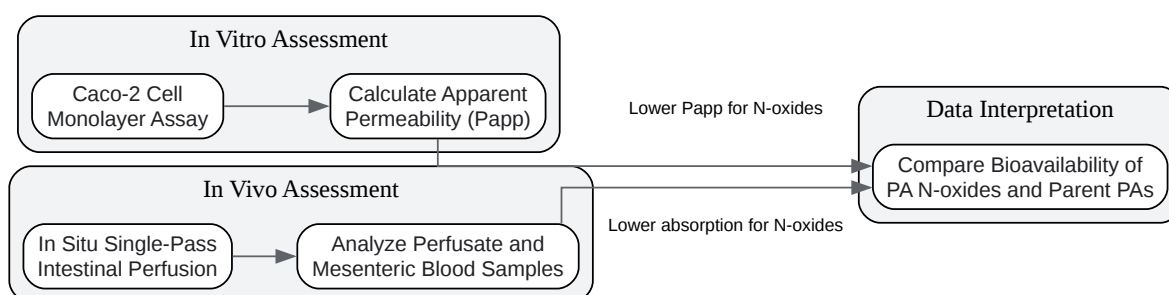 In Vitro Assessment
Caco-2 Cell
Monolayer Assay
Calculate Apparent
Permeability (Papp)
In Vivo Assessment
In Situ Single-Pass
Intestinal Perfusion
Analyze Perfusate and
Mesenteric Blood Samples
Lower Papp for N-oxides
Lower absorption for N-oxides
Data Interpretation
Compare Bioavailability of
PA N-oxides and Parent PAs